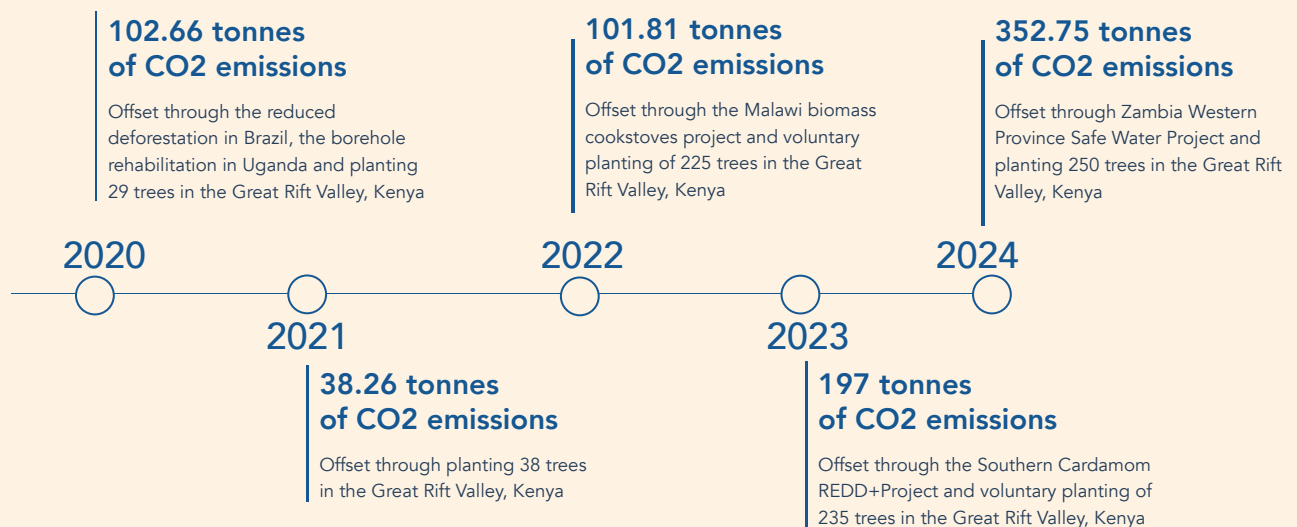 102.66 tonnes
of CO2 emissions
Offset through the reduced
deforestation in Brazil, the borehole
rehabilitation in Uganda and planting
29 trees in the Great Rift Valley, Kenya
2020
2021
38.26 tonnes
of CO2 emissions
Offset through planting 38 trees
in the Great Rift Valley, Kenya
101.81 tonnes
of CO2 emissions
Offset through the Malawi biomass
cookstoves project and voluntary
planting of 225 trees in the Great
Rift Valley, Kenya
2022
2023
197 tonnes
of CO2 emissions
Offset through the Southern Cardamom
REDD+Project and voluntary planting of
235 trees in the Great Rift Valley, Kenya
352.75 tonnes
of CO2 emissions
Offset through Zambia Western
Province Safe Water Project and
planting 250 trees in the Great Rift
Valley, Kenya
2024